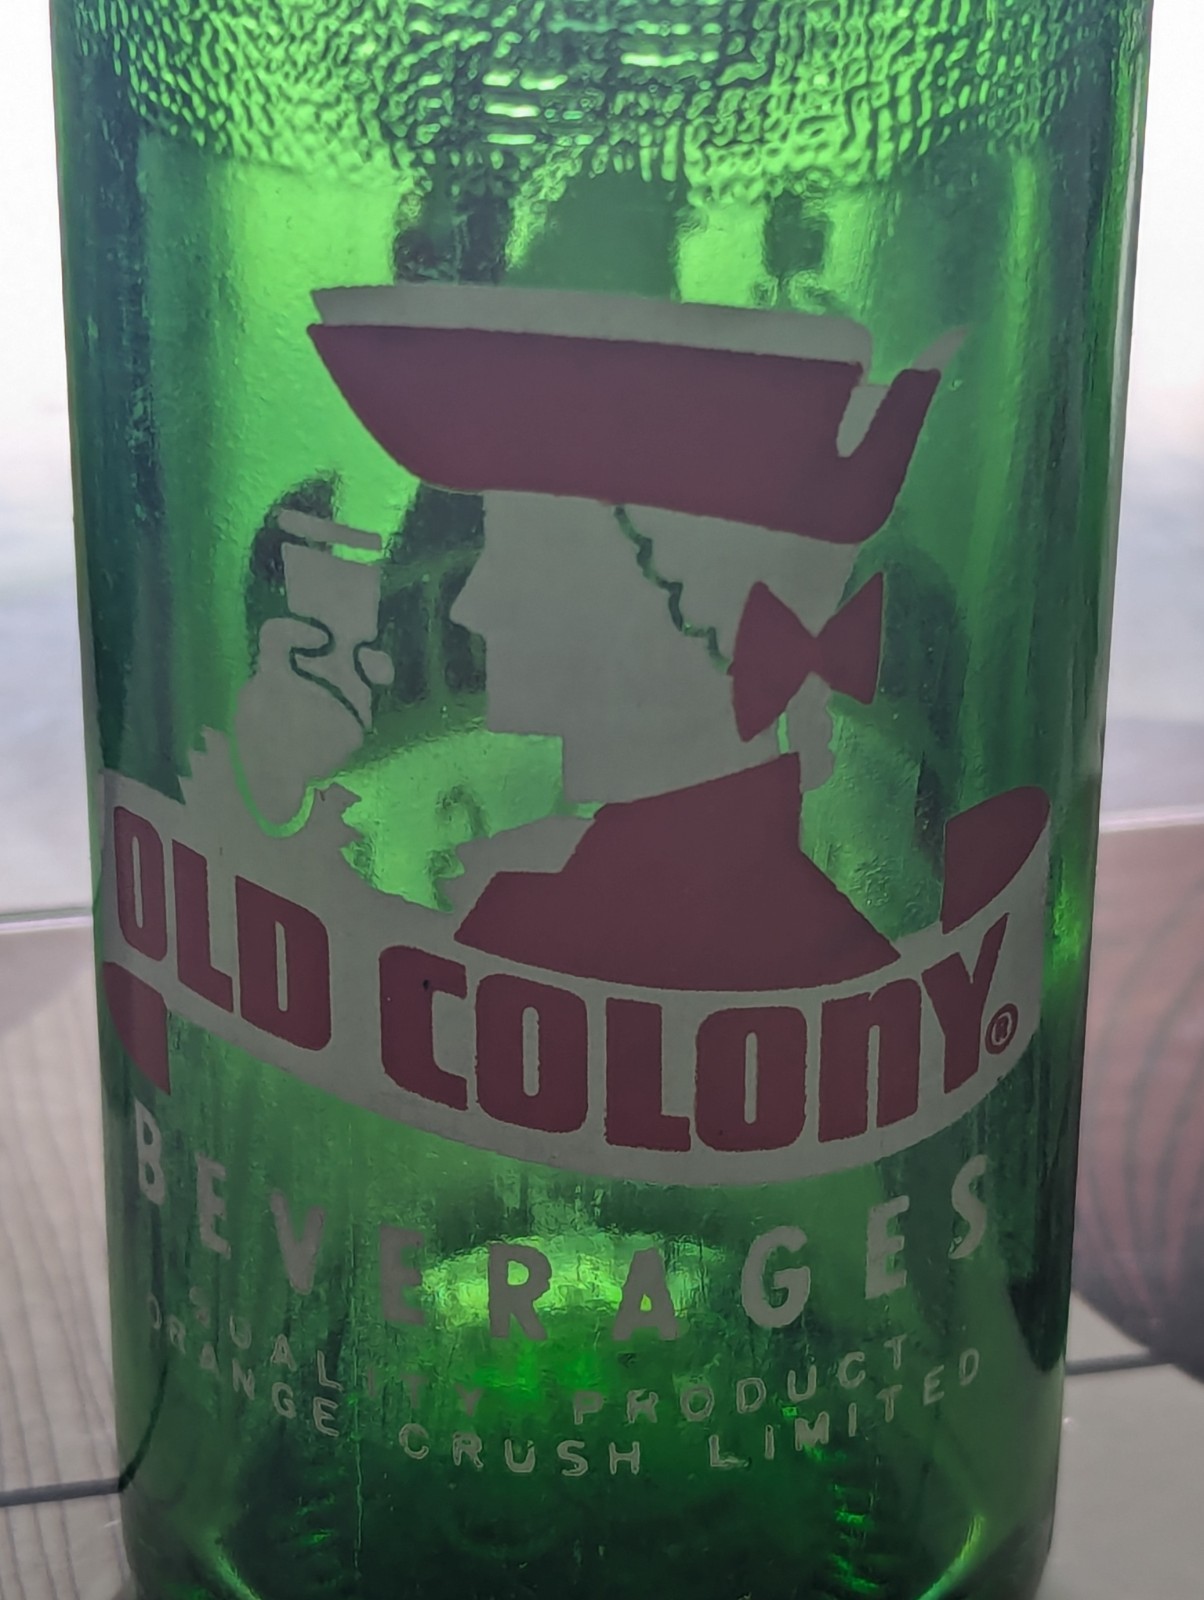 OLD COLONY®
BEVERAGES
QUALITY PRODUCT
ORANGE CRUSH LIMITED